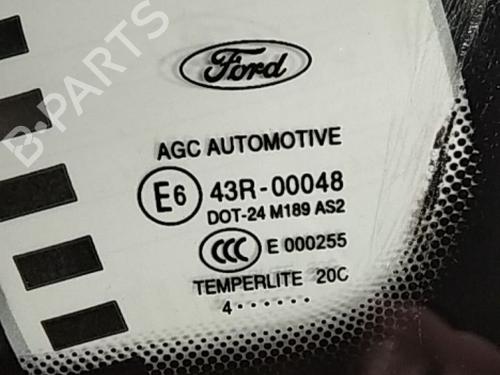 B-PARTS
Ford
AGC AUTOMOTIVE
E6 43R-00048
DOT-24 M189 AS2
CCC E 000255
TEMPERLITE 20C
4 · · · · · ·